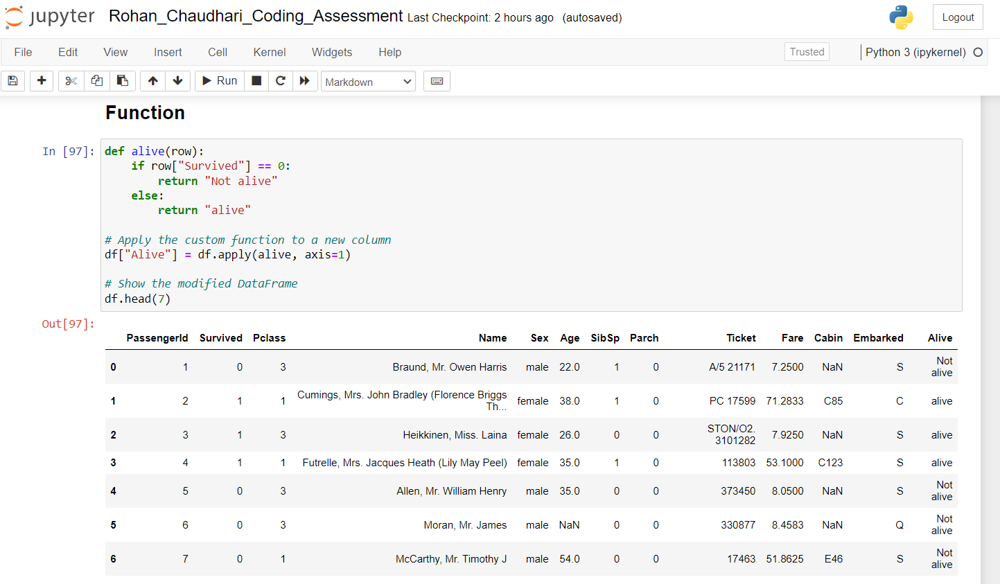 jupyter Rohan_Chaudhari_Coding_Assessment Last Checkpoint: 2 hours ago (autosaved) Logout
File Edit View Insert Cell Kernel Widgets Help Trusted Python 3 (ipykernel)
Run Markdown
Function
In [97]: def alive(row):
    if row["Survived"] == 0:
        return "Not alive"
    else:
        return "alive"
# Apply the custom function to a new column
df["Alive"] = df.apply(alive, axis=1)
# Show the modified DataFrame
df.head(7)
Out[97]:
PassengerId Survived Pclass Name Sex Age SibSp Parch Ticket Fare Cabin Embarked Alive
0 1 0 3 Braund, Mr. Owen Harris male 22.0 1 0 A/5 21171 7.2500 NaN S Not
alive
1 2 1 1 Cumings, Mrs. John Bradley (Florence Briggs
Th... female 38.0 1 0 PC 17599 71.2833 C85 C alive
2 3 1 3 Heikkinen, Miss. Laina female 26.0 0 0 STON/O2.
3101282 7.9250 NaN S alive
3 4 1 1 Futrelle, Mrs. Jacques Heath (Lily May Peel) female 35.0 1 0 113803 53.1000 C123 S alive
4 5 0 3 Allen, Mr. William Henry male 35.0 0 0 373450 8.0500 NaN S Not
alive
5 6 0 3 Moran, Mr. James male NaN 0 0 330877 8.4583 NaN Q Not
alive
6 7 0 1 McCarthy, Mr. Timothy J male 54.0 0 0 17463 51.8625 E46 S Not
alive